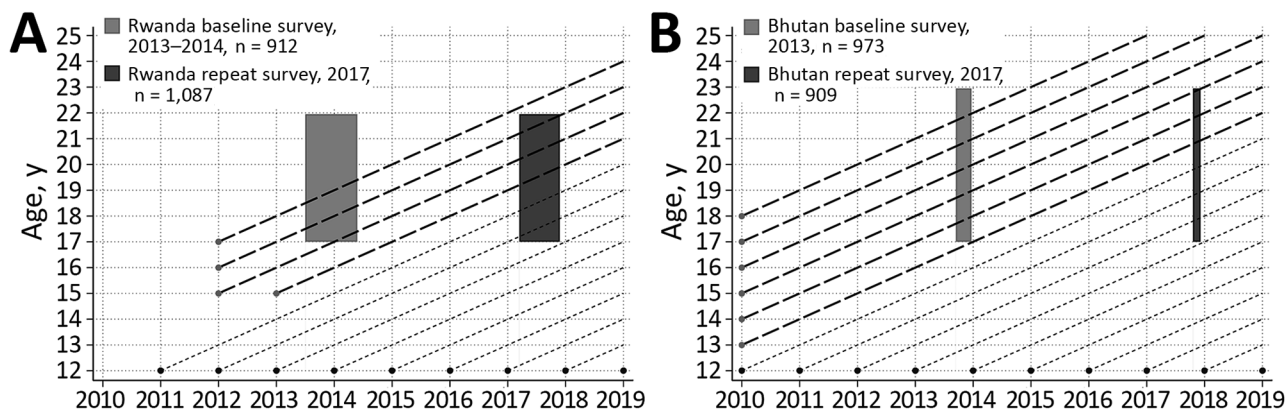 A
Rwanda baseline survey,
2013–2014, n = 912
Rwanda repeat survey, 2017,
n = 1,087
Age, y
25
24
23
22
21
20
19
18
17
16
15
14
13
12
2010 2011 2012 2013 2014 2015 2016 2017 2018 2019
B
Bhutan baseline survey,
2013, n = 973
Bhutan repeat survey, 2017,
n = 909
Age, y
25
24
23
22
21
20
19
18
17
16
15
14
13
12
2010 2011 2012 2013 2014 2015 2016 2017 2018 2019